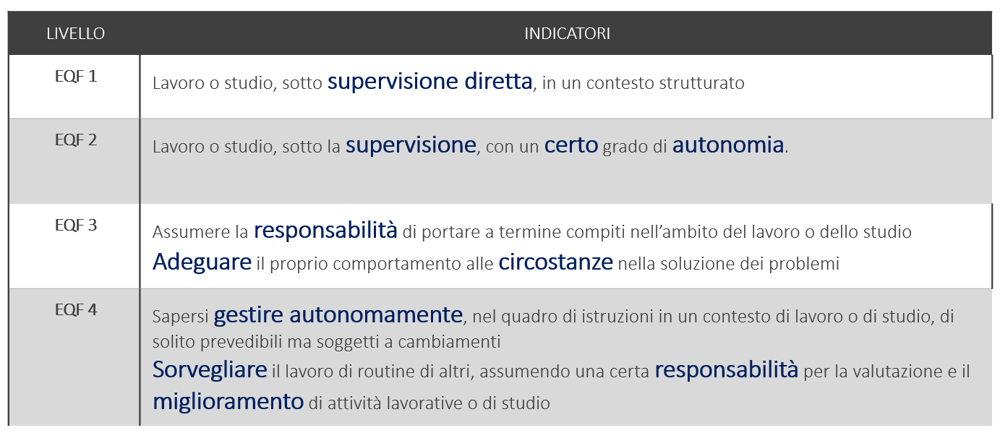 LIVELLO INDICATORI
EQF 1 Lavoro o studio, sotto supervisione diretta, in un contesto strutturato
EQF 2 Lavoro o studio, sotto la supervisione, con un certo grado di autonomia.
EQF 3 Assumere la responsabilità di portare a termine compiti nell’ambito del lavoro o dello studio
Adeguare il proprio comportamento alle circostanze nella soluzione dei problemi
EQF 4 Sapersi gestire autonomamente, nel quadro di istruzioni in un contesto di lavoro o di studio, di
solito prevedibili ma soggetti a cambiamenti
Sorvegliare il lavoro di routine di altri, assumendo una certa responsabilità per la valutazione e il
miglioramento di attività lavorative o di studio